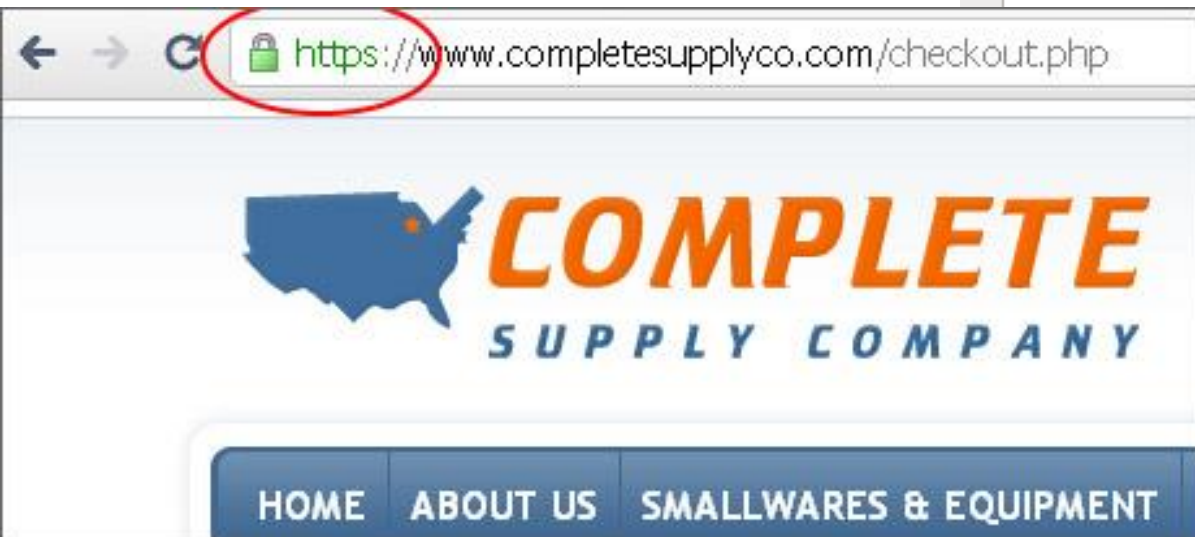 https://www.completesupplyco.com/checkout.php
COMPLETE
SUPPLY COMPANY
HOME ABOUT US SMALLWARES & EQUIPMENT